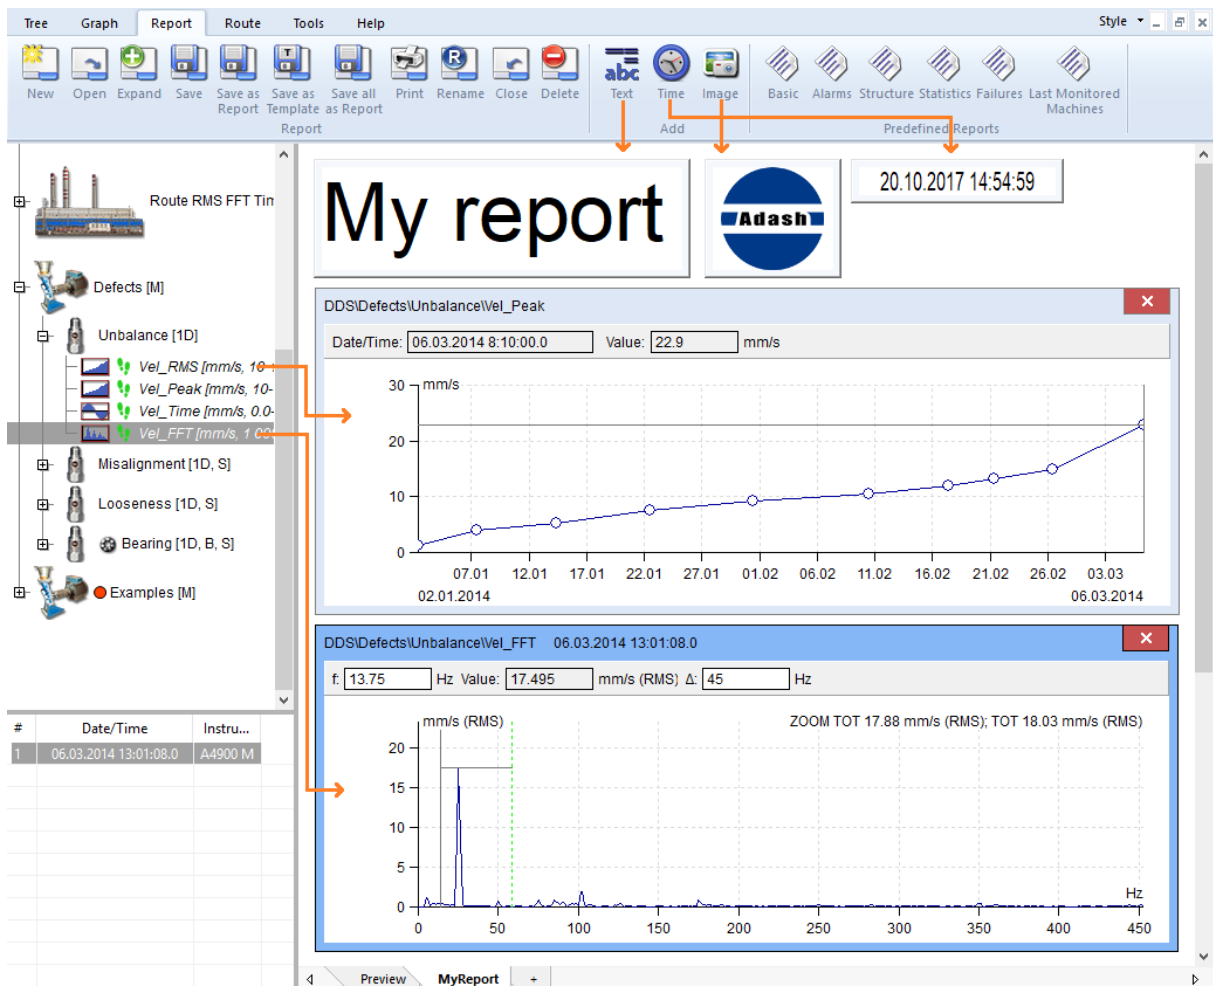 Tree Graph Report Route Tools Help Style
New Open Expand Save Save as Report Save as Template Save all as Report Print Rename Close Delete
Report
Text Time Image
Add
Basic Alarms Structure Statistics Failures Last Monitored Machines
Predefined Reports
Route RMS FFT Tim
Defects [M]
Unbalance [1D]
Vel_RMS [mm/s, 10-
Vel_Peak [mm/s, 10-
Vel_Time [mm/s, 0.0-
Vel_FFT [mm/s, 1
Misalignment [1D, S]
Looseness [1D, S]
Bearing [1D, B, S]
Examples [M]
# Date/Time Instru...
1 06.03.2014 13:01:08.0 A4900 M
My report
Adash
20.10.2017 14:54:59
DDS\Defects\Unbalance\Vel_Peak
Date/Time: 06.03.2014 8:10:00.0 Value: 22.9 mm/s
mm/s
30
20
10
0
07.01 12.01 17.01 22.01 27.01 01.02 06.02 11.02 16.02 21.02 26.02 03.03
02.01.2014 06.03.2014
DDS\Defects\Unbalance\Vel_FFT 06.03.2014 13:01:08.0
f: 13.75 Hz Value: 17.495 mm/s (RMS) Δ: 45 Hz
mm/s (RMS) ZOOM TOT 17.88 mm/s (RMS); TOT 18.03 mm/s (RMS)
20
15
10
5
0
Hz
0 50 100 150 200 250 300 350 400 450
Preview MyReport +